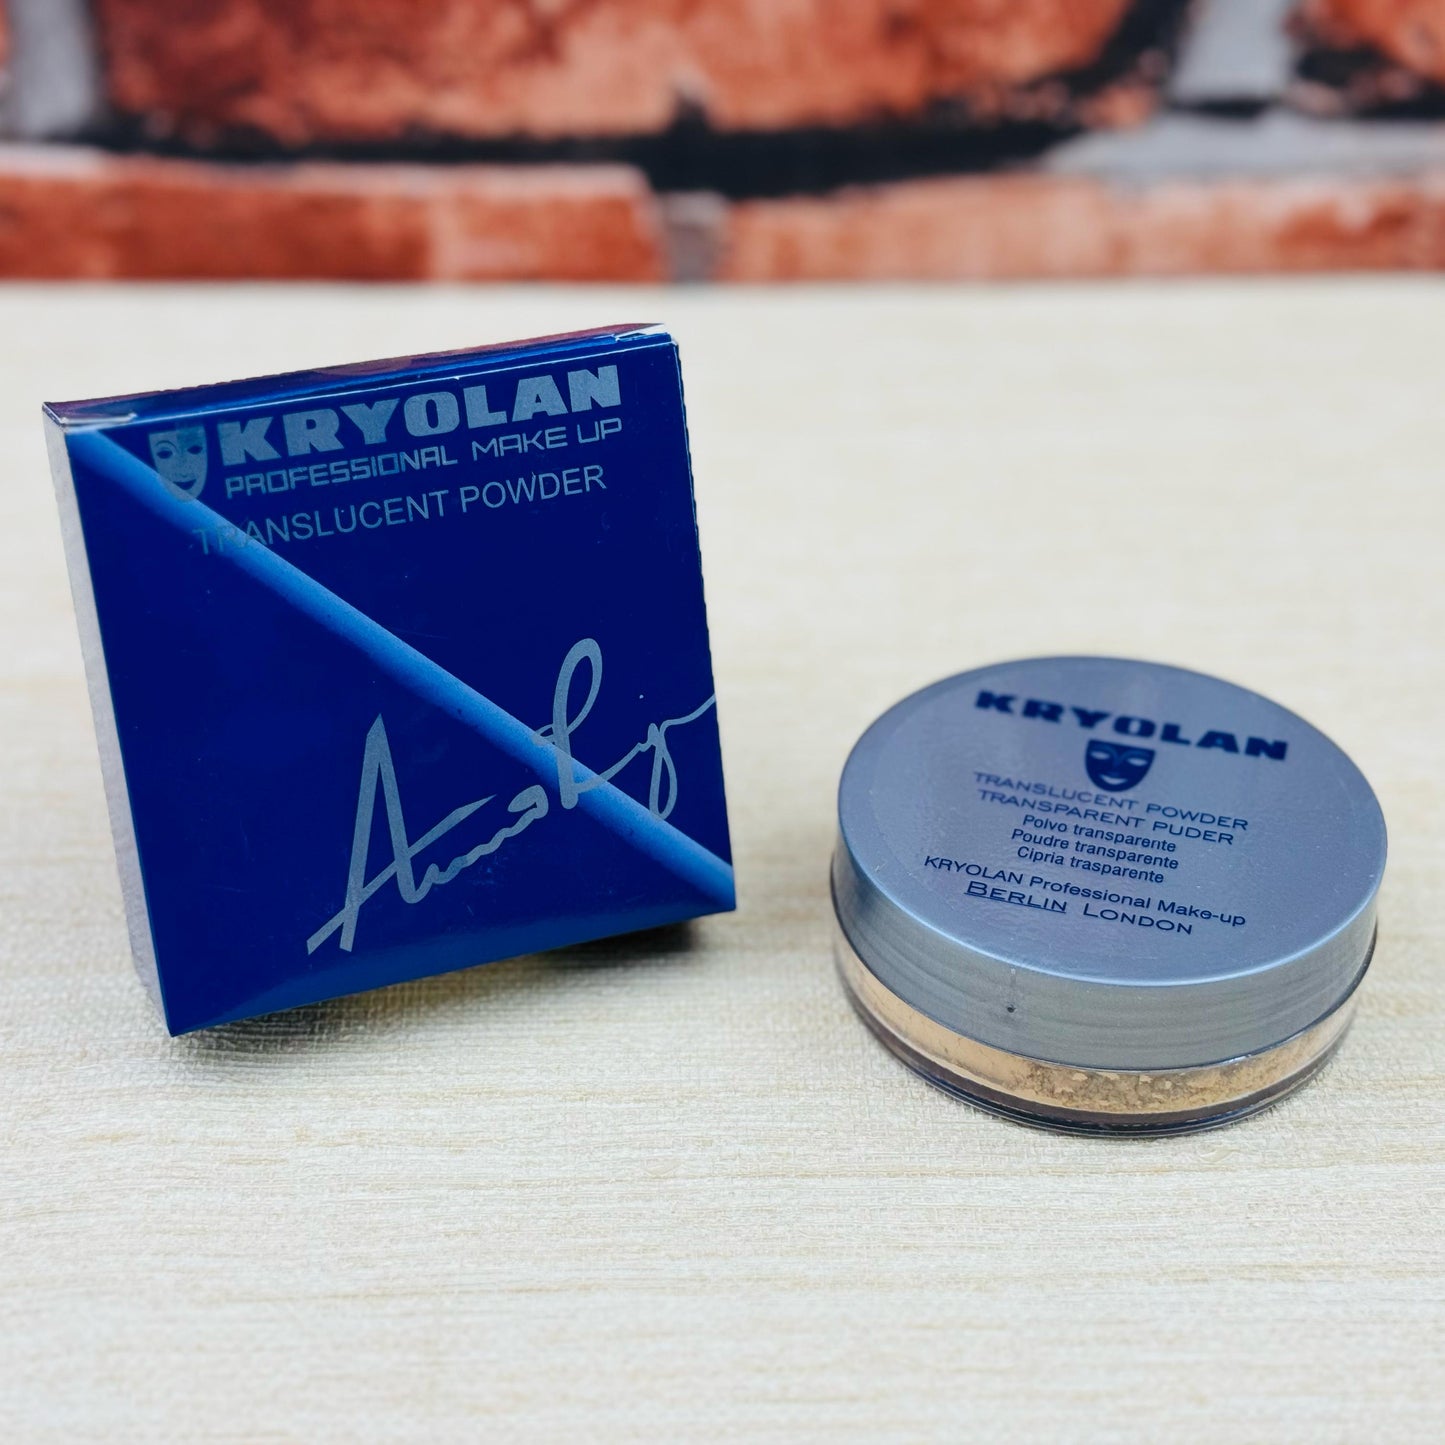 KRYOLAN
PROFESSIONAL MAKE UP
TRANSLUCENT POWDER
KRYOLAN
TRANSLUCENT POWDER
TRANSPARENT PUDER
Polvo transparente
Poudre transparente
Cipria trasparente
KRYOLAN Professional Make-up
BERLIN LONDON